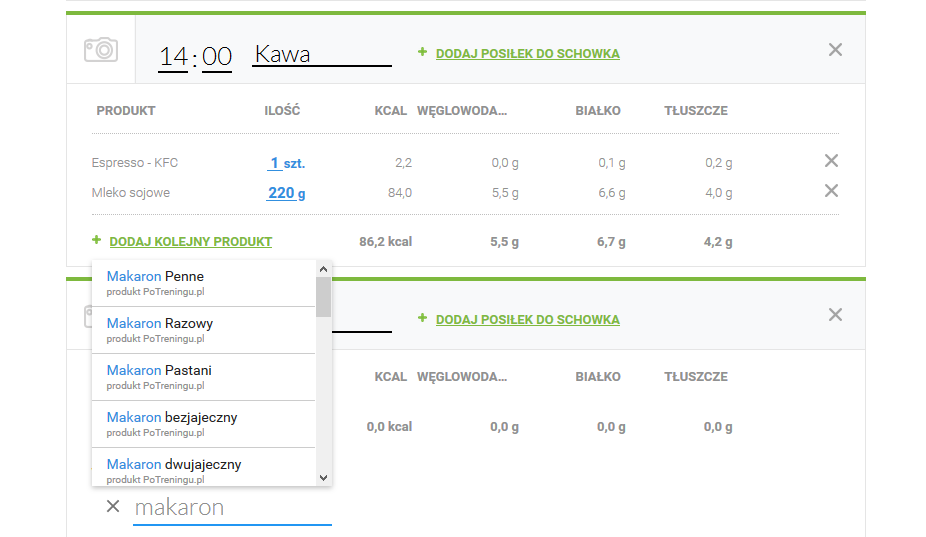 14:00 Kawa + DODAJ POSIŁEK DO SCHOWKA
PRODUKT ILOŚĆ KCAL WĘGLOWODA... BIAŁKO TŁUSZCZE
Espresso - KFC 1 szt. 2,2 0,0 g 0,1 g 0,2 g
Mleko sojowe 220 g 84,0 5,5 g 6,6 g 4,0 g
+ DODAJ KOLEJNY PRODUKT 86,2 kcal 5,5 g 6,7 g 4,2 g
Makaron Penne
produkt PoTreningu.pl
Makaron Razowy
produkt PoTreningu.pl
+ DODAJ POSIŁEK DO SCHOWKA
Makaron Pastani
produkt PoTreningu.pl
KCAL WĘGLOWODA... BIAŁKO TŁUSZCZE
Makaron bezjajeczny
produkt PoTreningu.pl
0,0 kcal 0,0 g 0,0 g 0,0 g
Makaron dwujajeczny
produkt PoTreningu.pl
makaron